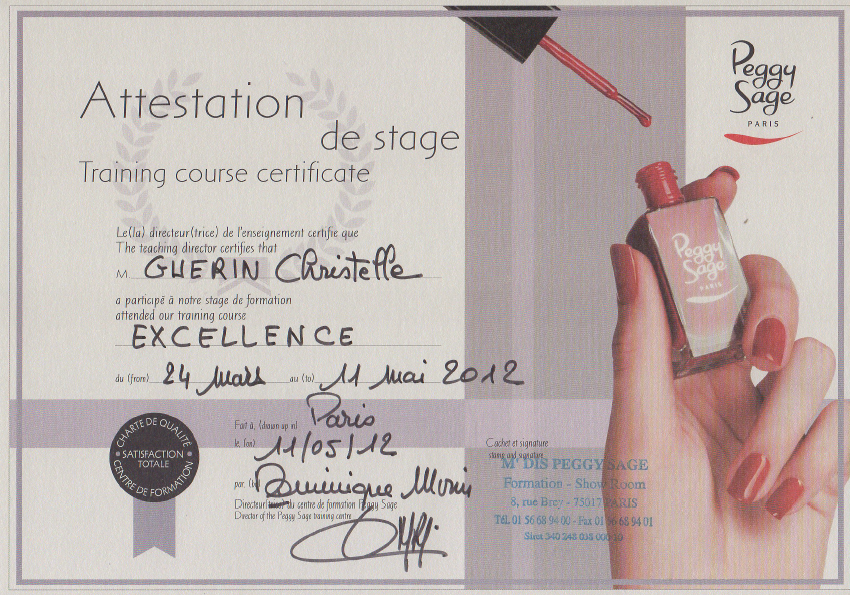 Attestation
de stage
Training course certificate
Peggy
Sage
PARIS
Le(la) directeur(trice) de l'enseignement certifie que
The teaching director certifies that
M. GUERIN Christelle
a participé à notre stage de formation
attended our training course
EXCELLENCE
du (from) 24 Mars au (to) 11 Mai 2012
Peggy
Sage
PARIS
Fait à, (drawn up in) Paris
le, (on) 11/05/12
par, (by) Dominique Morin
Directeur(trice) du centre de formation Peggy Sage
Director of the Peggy Sage training centre
CHARTE DE QUALITÉ
SATISFACTION
TOTALE
CENTRE DE FORMATION
Cachet et signature
stamp and signature
M' DIS PEGGY SAGE
Formation - Show Room
8, rue Brey - 75017 PARIS
Tél. 01 56 68 94 00 - Fax 01 56 68 94 01
Siret 340 248